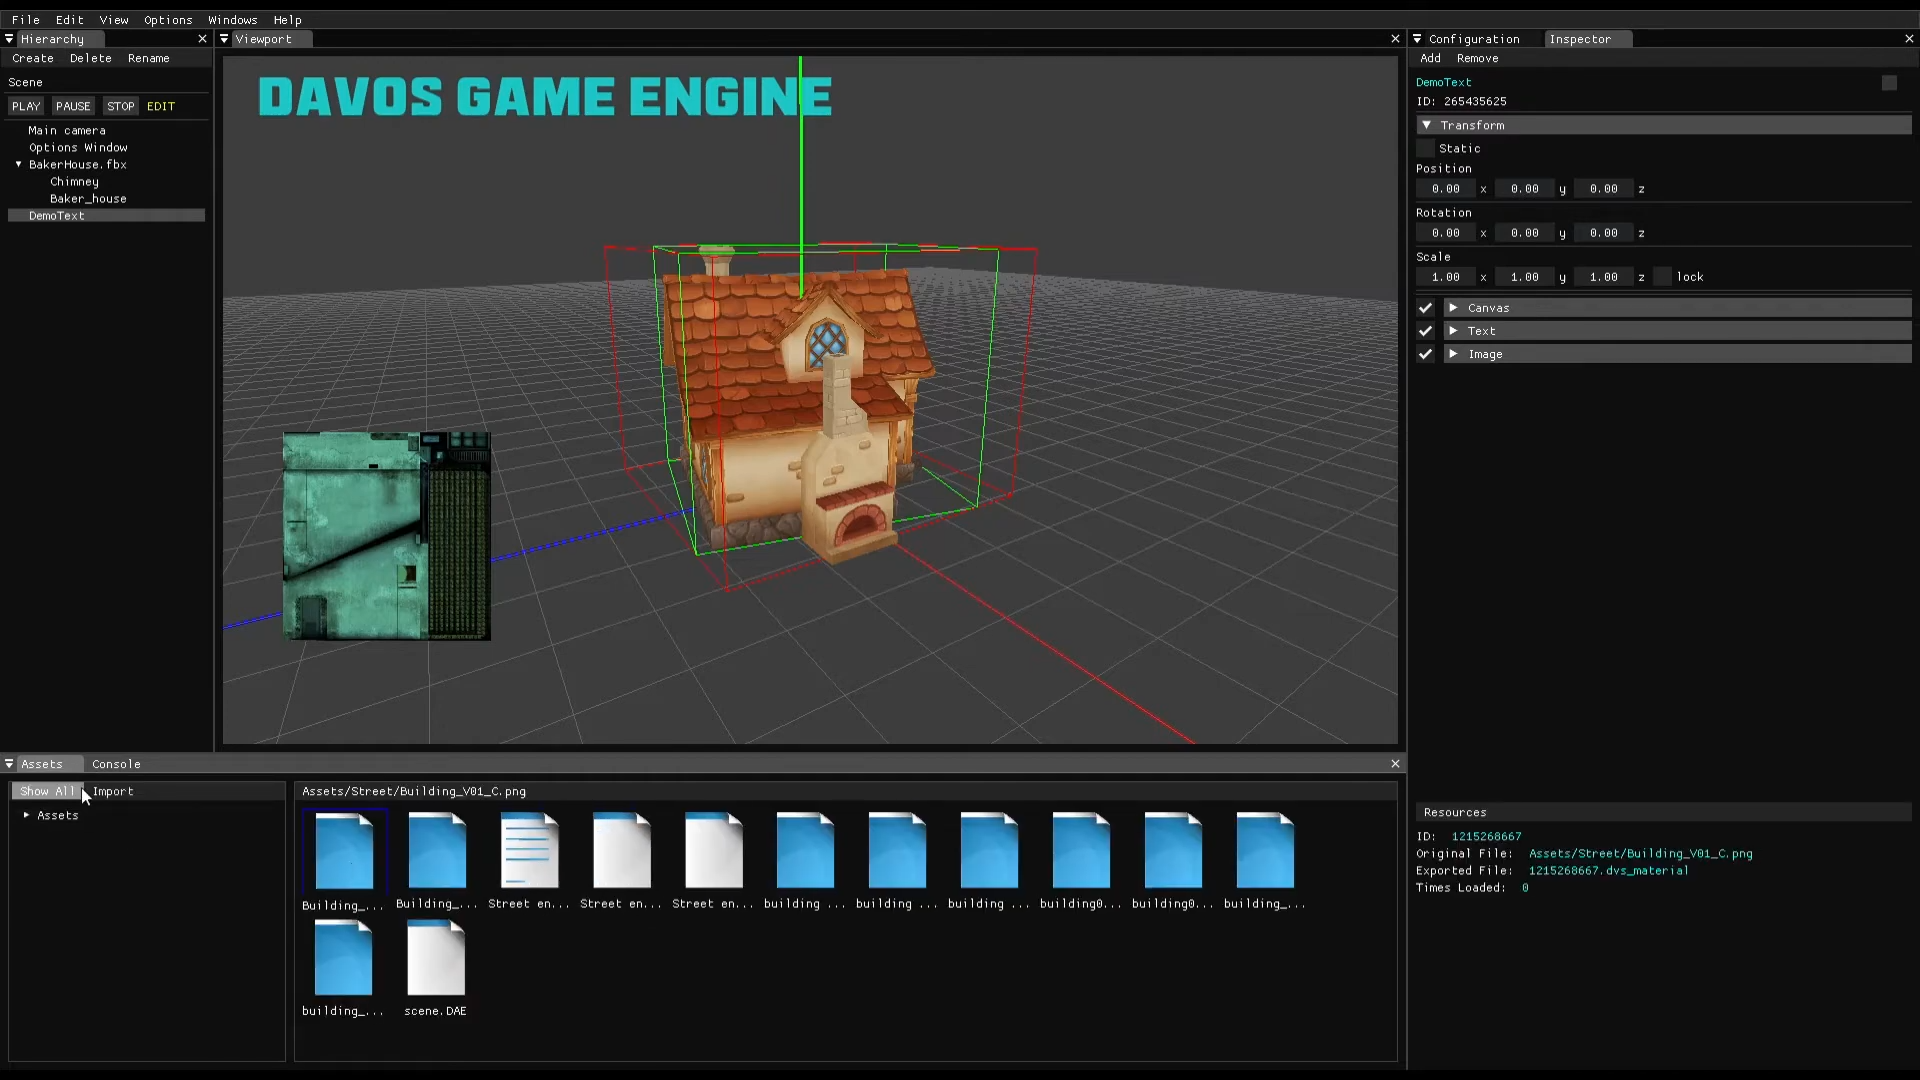 File Edit View Options Windows Help
Hierarchy
Create Delete Rename
Scene
PLAY PAUSE STOP EDIT
Main camera
Options Window
BakerHouse.fbx
Chimney
Baker_house
DemoText
Viewport
DAVOS GAME ENGINE
Configuration Inspector
Add Remove
DemoText
ID: 265435625
Transform
Static
Position
0.00 x 0.00 y 0.00 z
Rotation
0.00 x 0.00 y 0.00 z
Scale
1.00 x 1.00 y 1.00 z lock
Canvas
Text
Image
Assets Console
Show All Import
Assets
Assets/Street/Building_V01_C.png
Building_... Building_... Street en... Street en... Street en... building ... building ... building ... building0... building0... building_...
building_... scene.DAE
Resources
ID: 1215268667
Original File: Assets/Street/Building_V01_C.png
Exported File: 1215268667.dvs_material
Times Loaded: 0